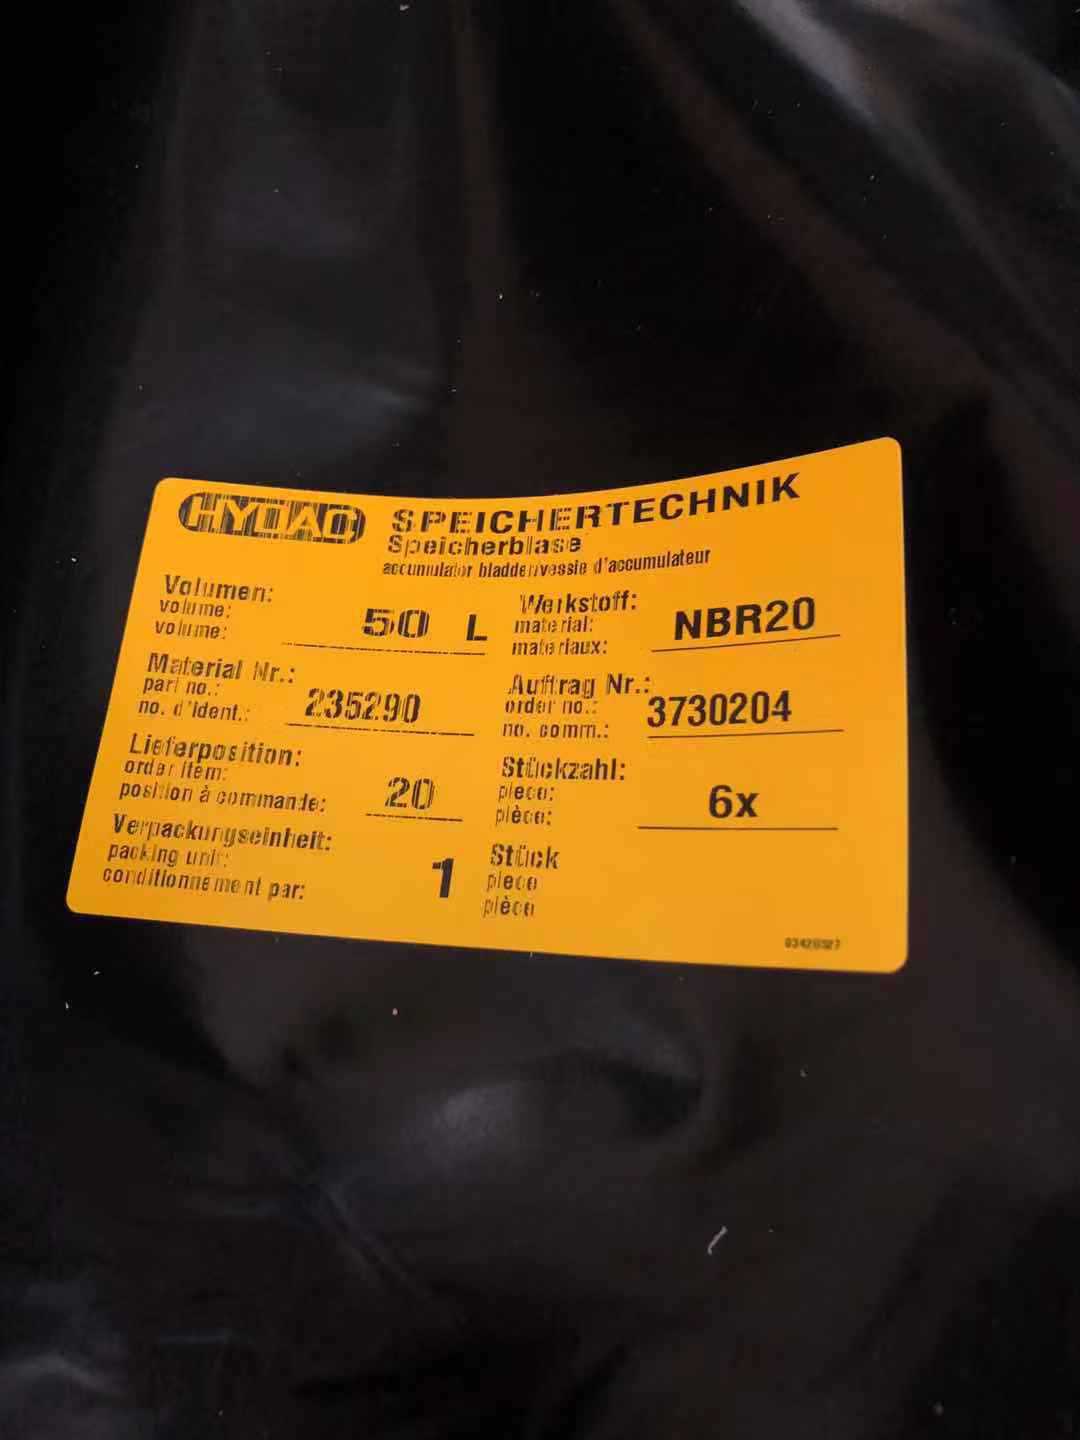 HYDAC SPEICHERTECHNIK
Speicherblase
accumulator bladder/vessie d'accumulateur
Volumen:
volume:
volume:
50 L
Werkstoff:
material:
materiaux:
NBR20
Material Nr.:
part no.:
no. d'ident.:
235290
Auftrag Nr.:
order no.:
no. comm.:
3730204
Lieferposition:
order item:
position à commande:
20
Stückzahl:
piece:
pièce:
6x
Verpackungseinheit:
packing unit:
conditionnement par:
1
Stück
piece
pièce